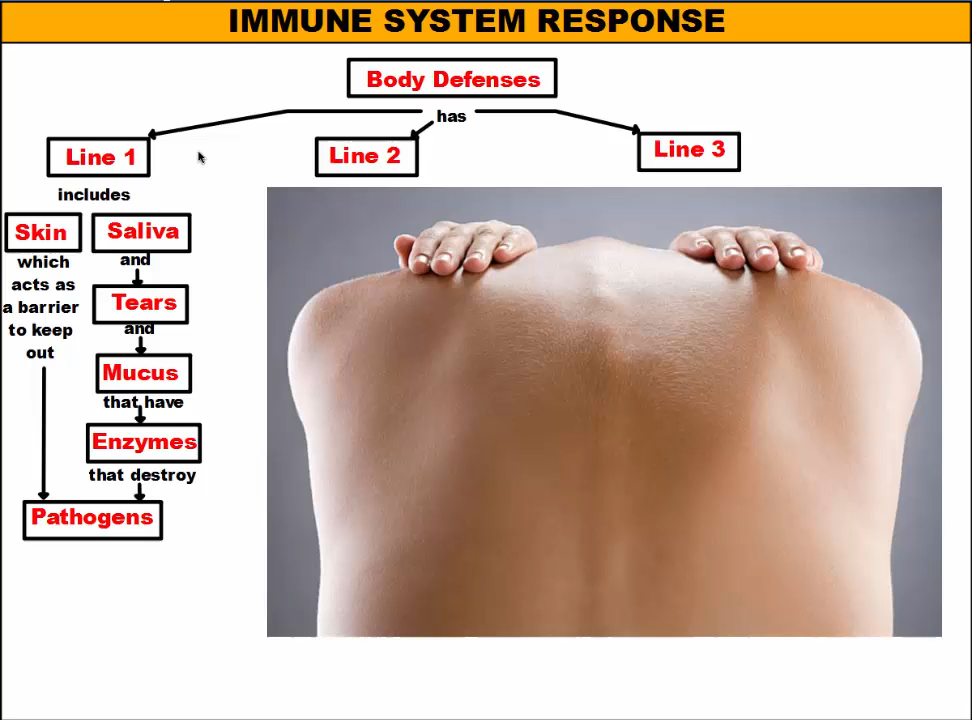 IMMUNE SYSTEM RESPONSE
Body Defenses
has
Line 1
Line 2
Line 3
includes
Skin
which
acts as
a barrier
to keep
out
Saliva
and
Tears
and
Mucus
that have
Enzymes
that destroy
Pathogens